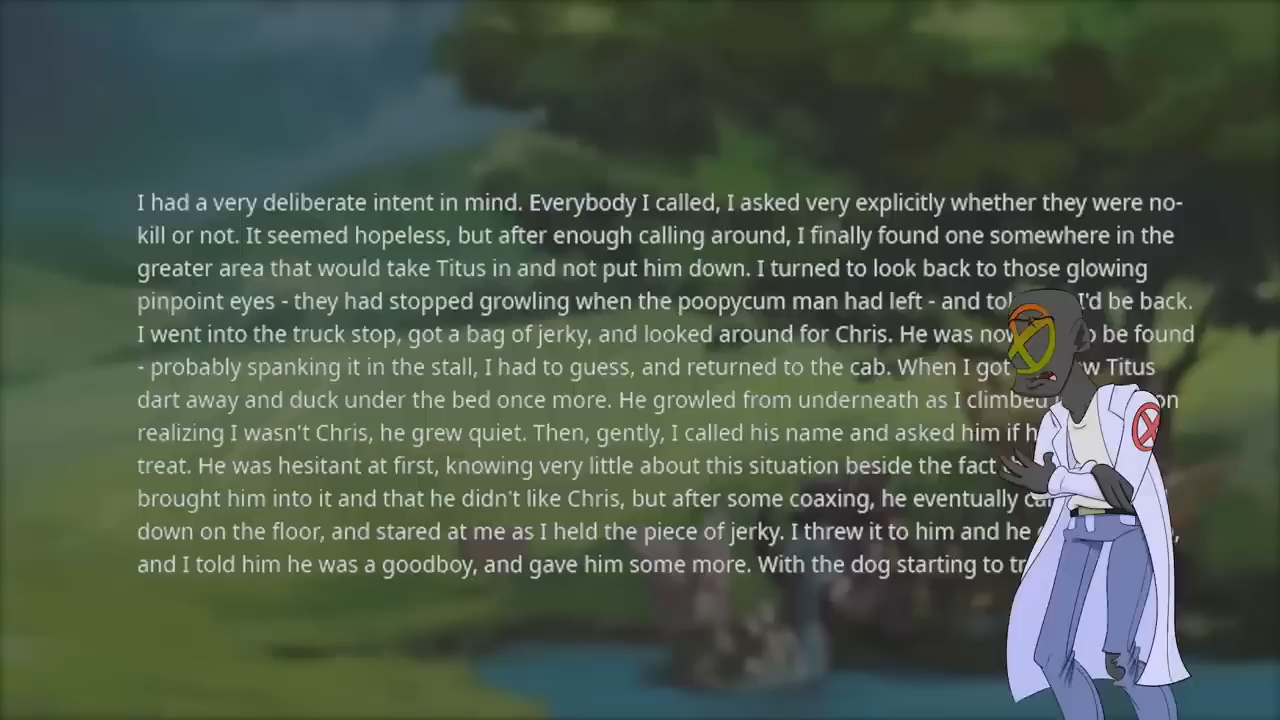 I had a very deliberate intent in mind. Everybody I called, I asked very explicitly whether they were no-
kill or not. It seemed hopeless, but after enough calling around, I finally found one somewhere in the
greater area that would take Titus in and not put him down. I turned to look back to those glowing
pinpoint eyes - they had stopped growling when the poopycum man had left - and I'd be back.
I went into the truck stop, got a bag of jerky, and looked around for Chris. He was be found
- probably spanking it in the stall, I had to guess, and returned to the cab. When I got Titus
dart away and duck under the bed once more. He growled from underneath as I climbed
realizing I wasn't Chris, he grew quiet. Then, gently, I called his name and asked him if
treat. He was hesitant at first, knowing very little about this situation beside the fact
brought him into it and that he didn't like Chris, but after some coaxing, he eventually
down on the floor, and stared at me as I held the piece of jerky. I threw it to him and he
and I told him he was a goodboy, and gave him some more. With the dog starting to